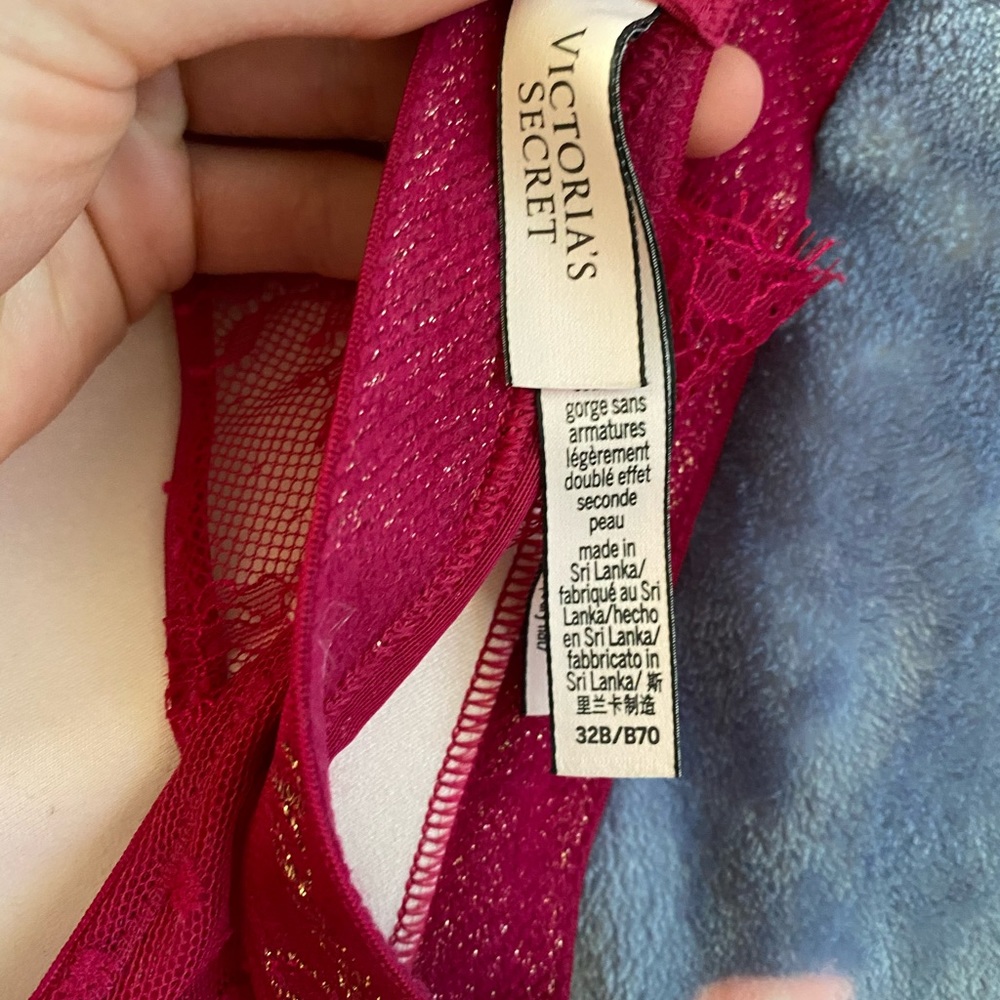 VICTORIA'S
SECRET
gorge sans
armatures
légèrement
doublé effet
seconde
peau
made in
Sri Lanka/
fabriqué au Sri
Lanka/hecho
en Sri Lanka/
fabbricato in
Sri Lanka/ 斯
里兰卡制造
32B/B70